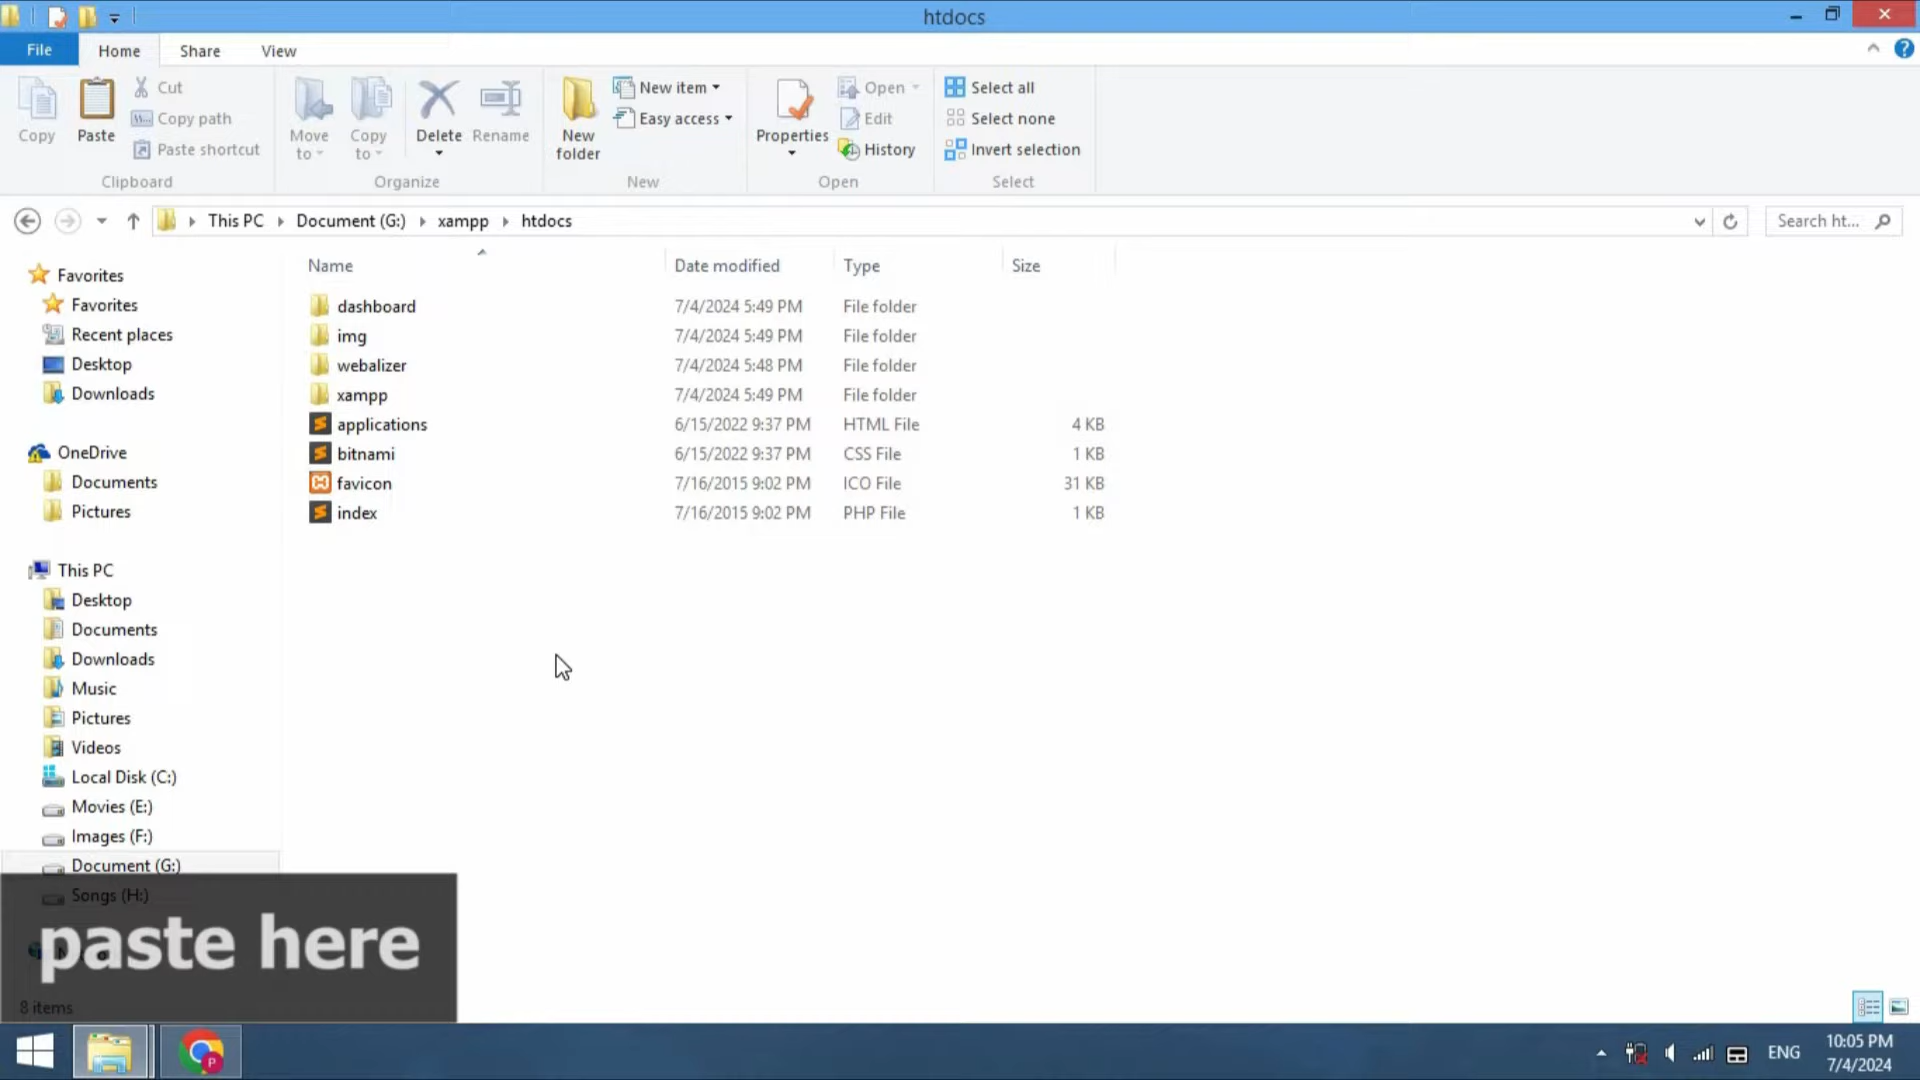 htdocs
File Home Share View
Copy
Paste
Cut
Copy path
Paste shortcut
Clipboard
Move to
Copy to
Delete
Rename
Organize
New folder
New item
Easy access
New
Properties
Open
Edit
History
Open
Select all
Select none
Invert selection
Select
This PC Document (G:) xampp htdocs
Search ht...
Name Date modified Type Size
dashboard 7/4/2024 5:49 PM File folder
img 7/4/2024 5:49 PM File folder
webalizer 7/4/2024 5:48 PM File folder
xampp 7/4/2024 5:49 PM File folder
applications 6/15/2022 9:37 PM HTML File 4 KB
bitnami 6/15/2022 9:37 PM CSS File 1 KB
favicon 7/16/2015 9:02 PM ICO File 31 KB
index 7/16/2015 9:02 PM PHP File 1 KB
Favorites
Favorites
Recent places
Desktop
Downloads
OneDrive
Documents
Pictures
This PC
Desktop
Documents
Downloads
Music
Pictures
Videos
Local Disk (C:)
Movies (E:)
Images (F:)
Document (G:)
Songs (H:)
paste here
8 items
ENG
10:05 PM
7/4/2024